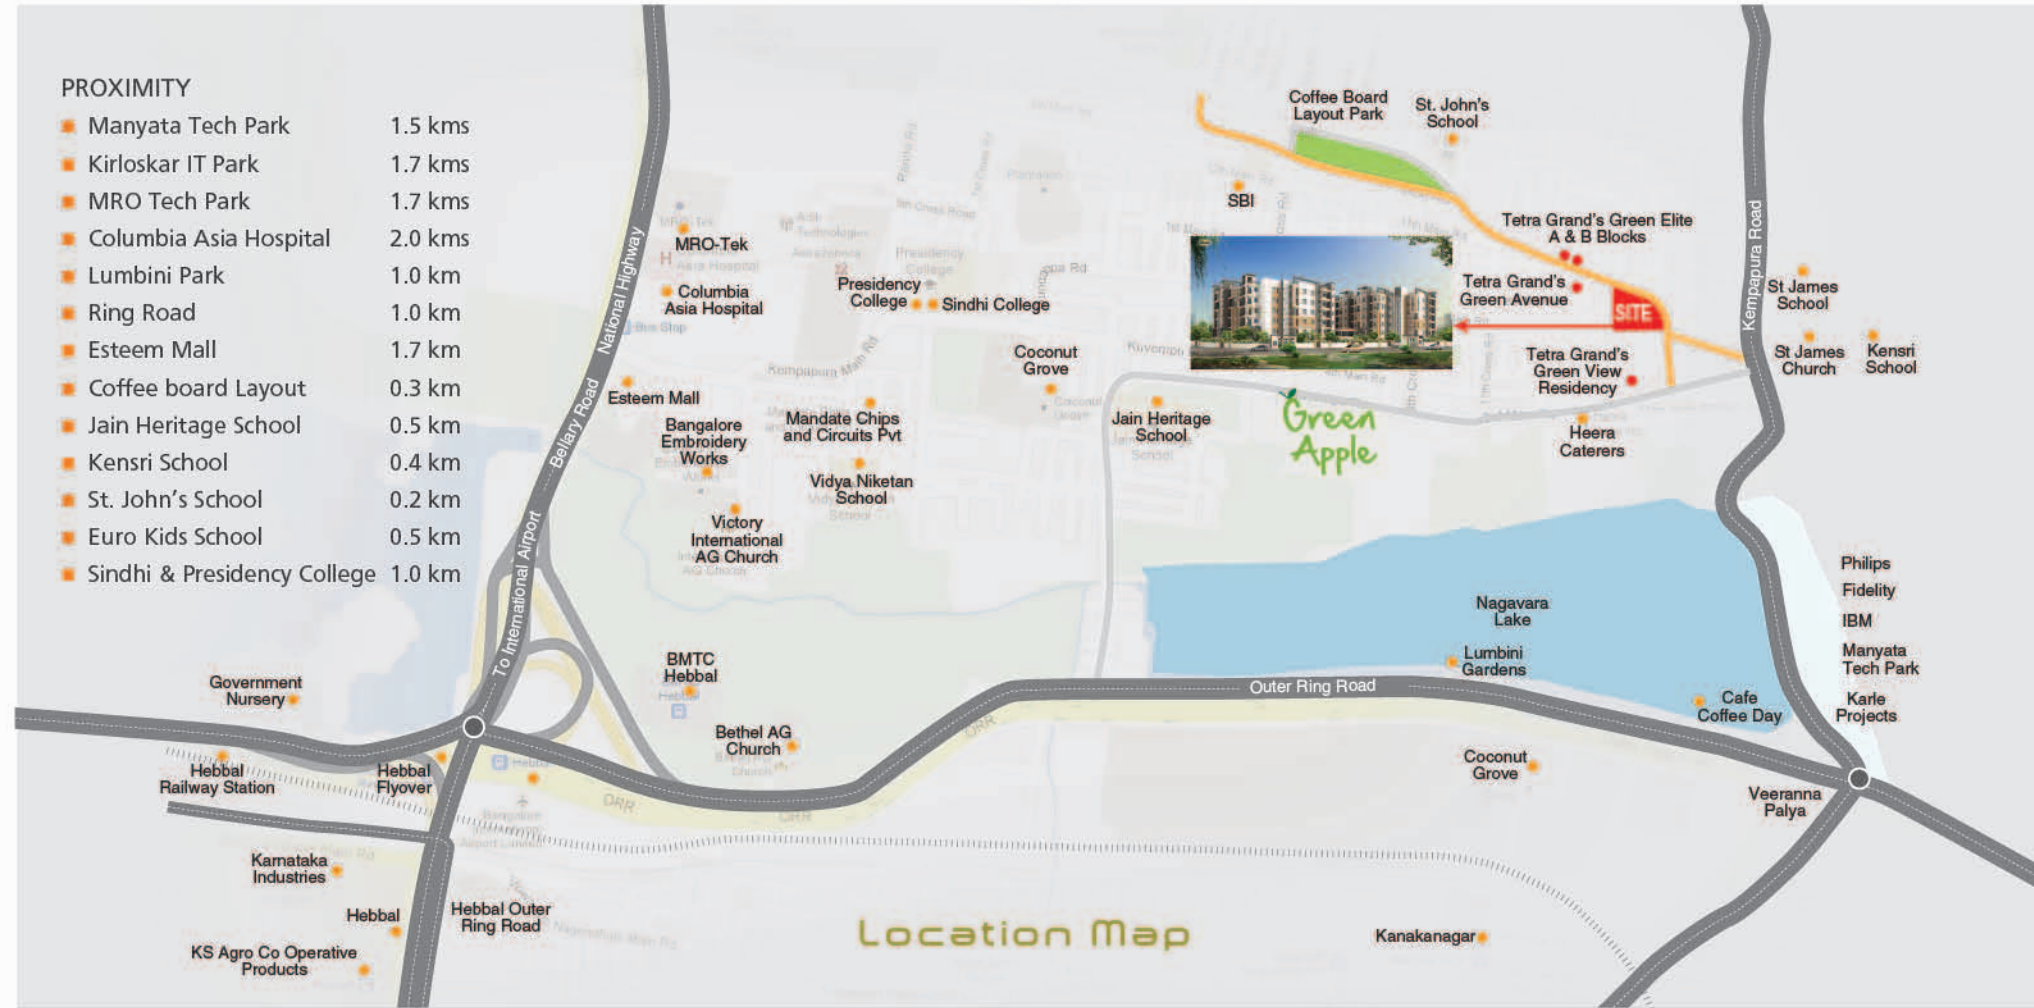 PROXIMITY
Manyata Tech Park 1.5 kms
Kirloskar IT Park 1.7 kms
MRO Tech Park 1.7 kms
Columbia Asia Hospital 2.0 kms
Lumbini Park 1.0 km
Ring Road 1.0 km
Esteem Mall 1.7 km
Coffee board Layout 0.3 km
Jain Heritage School 0.5 km
Kensri School 0.4 km
St. John's School 0.2 km
Euro Kids School 0.5 km
Sindhi & Presidency College 1.0 km
National Highway
Bellary Road
To International Airport
MRO-Tek
Columbia
Asia Hospital
Bus Stop
Presidency
College
Sindhi College
Coffee Board
Layout Park
St. John's
School
SBI
Tetra Grand's Green Elite
A & B Blocks
Tetra Grand's
Green Avenue
SITE
Tetra Grand's
Green View
Residency
Kempapura Road
St James
School
St James
Church
Kensri
School
Esteem Mall
Bangalore
Embroidery
Works
Kempapura Main Rd
Mandate Chips
and Circuits Pvt
Vidya Niketan
School
Victory
International
AG Church
Coconut
Grove
Jain Heritage
School
Green
Apple
Heera
Caterers
Nagavara
Lake
Lumbini
Gardens
Cafe
Coffee Day
Philips
Fidelity
IBM
Manyata
Tech Park
Karle
Projects
Outer Ring Road
BMTC
Hebbal
Bethel AG
Church
ORR
ORR
ORR
Government
Nursery
Hebbal
Railway Station
Hebbal
Flyover
Hebbal
Coconut
Grove
Veeranna
Palya
Karnataka
Industries
Hebbal
Hebbal Outer
Ring Road
KS Agro Co Operative
Products
Location Map
Kanakanagar